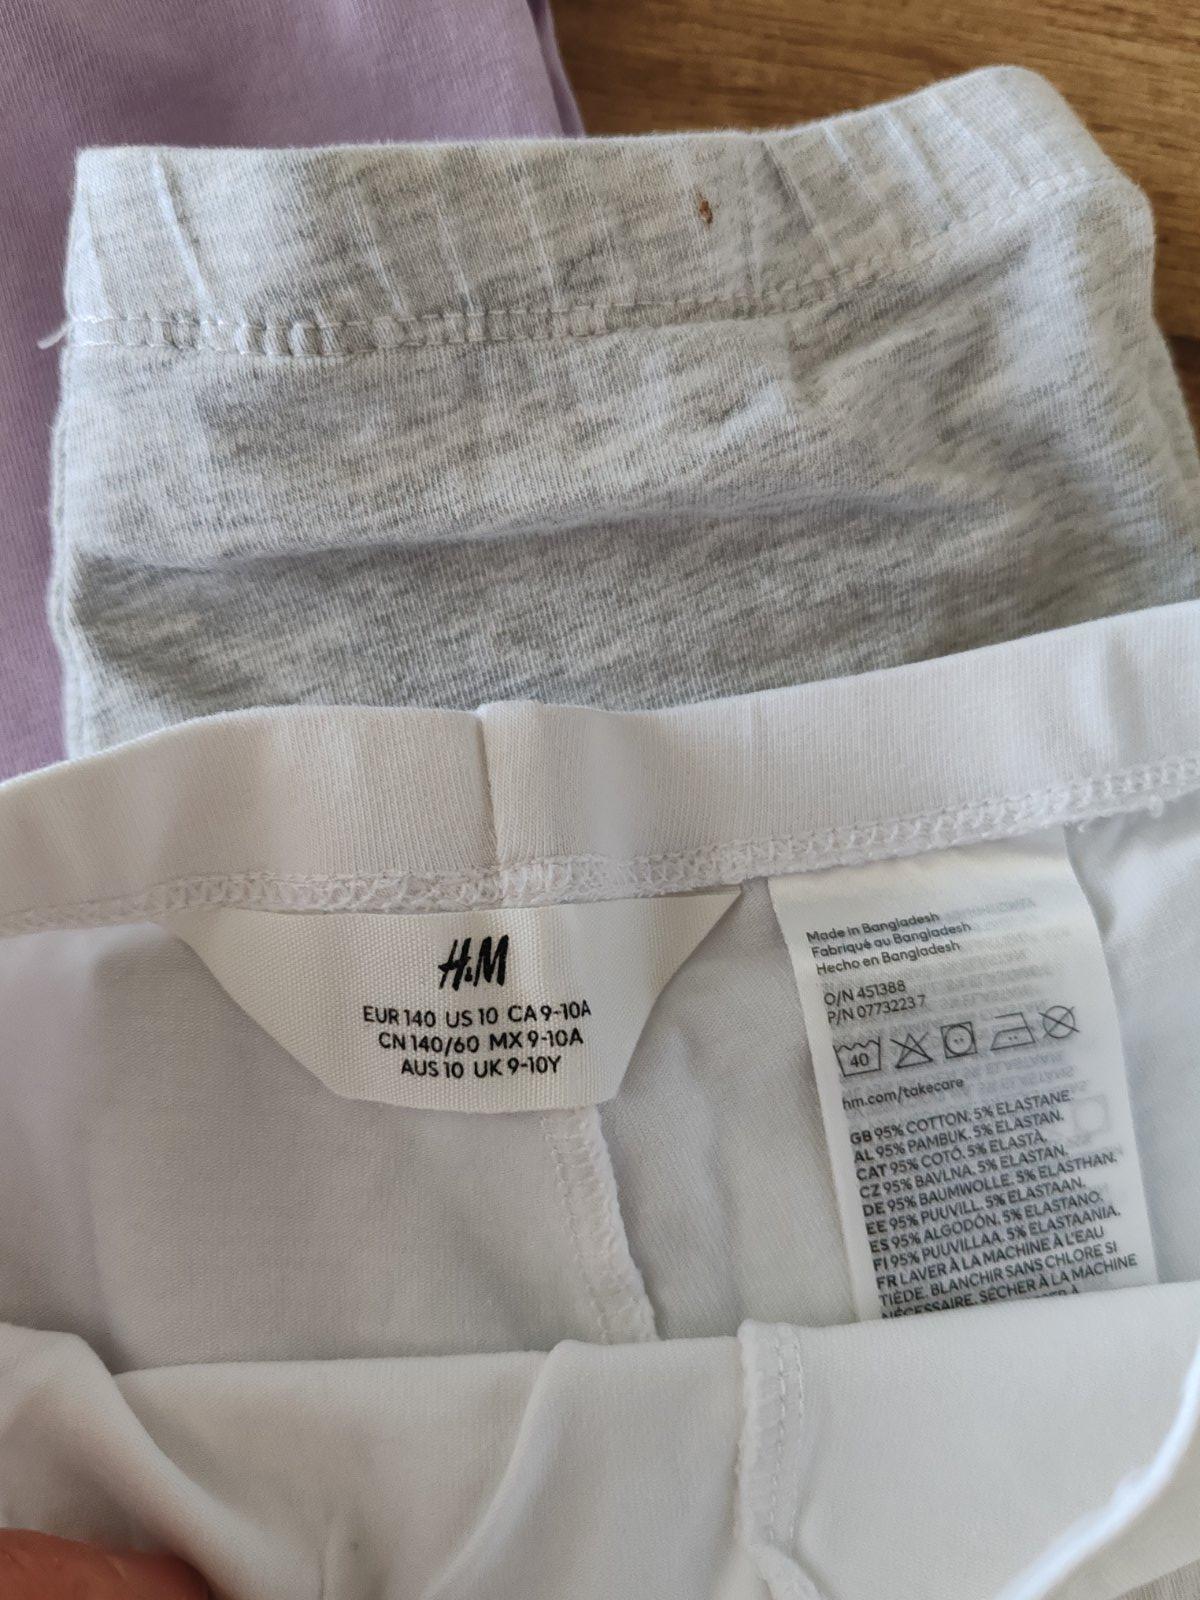 H&M
EUR 140 US 10 CA 9-10A
CN 140/60 MX 9-10A
AUS 10 UK 9-10Y
Made in Bangladesh
Fabriqué au Bangladesh
Hecho en Bangladesh
O/N 451388
P/N 07732237
40
hm.com/takecare
GB 95% COTTON. 5% ELASTANE
AL 95% PAMBUK. 5% ELASTAN.
CAT 95% COTÓ. 5% ELASTÀ.
CZ 95% BAVLNA. 5% ELASTAN.
DE 95% BAUMWOLLE. 5% ELASTHAN.
EE 95% PUUVILL. 5% ELASTAAN.
ES 95% ALGODÓN. 5% ELASTANO.
FI 95% PUUVILLAA. 5% ELASTAANIA.
FR LAVER À LA MACHINE À L'EAU
TIÈDE. BLANCHIR SANS CHLORE SI
NÉCESSAIRE. SÉCHER À LA MACHINE